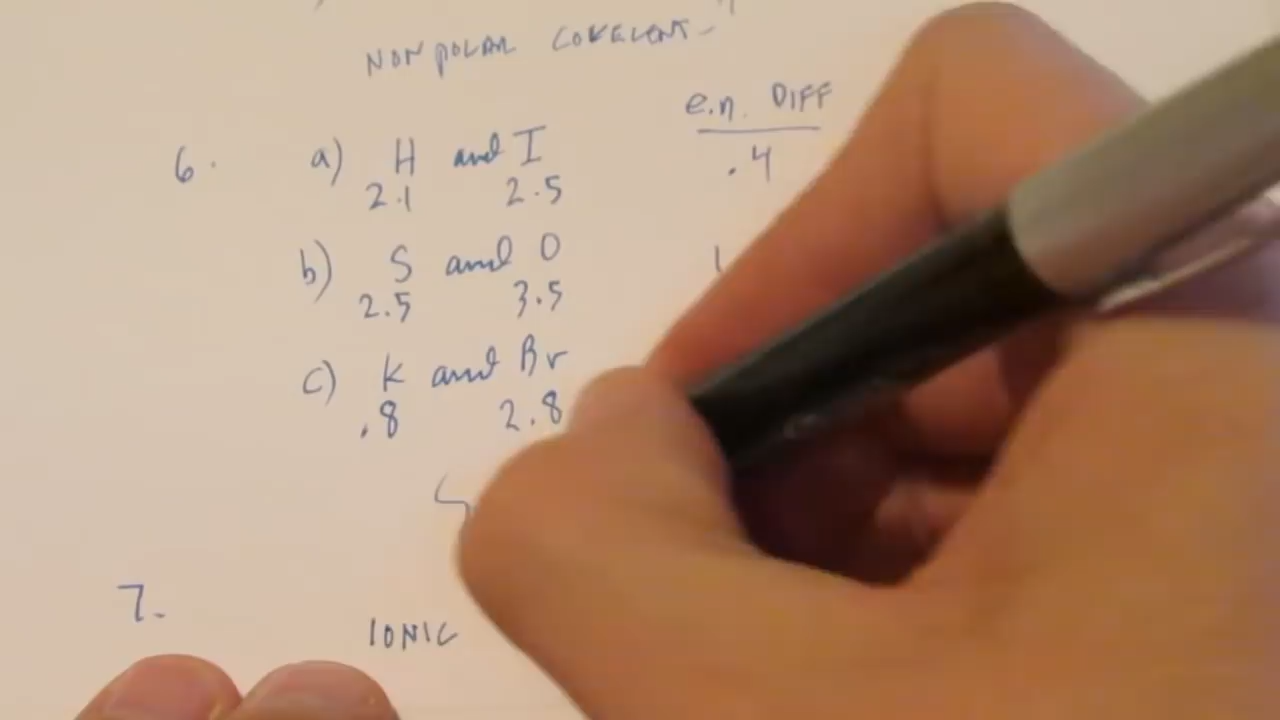 NONPOLAR COVELENT-
e.n. DIFF
6. a) H and I .4
2.1 2.5
b) S and O
2.5 3.5
c) K and Br
.8 2.8
7.
IONIC